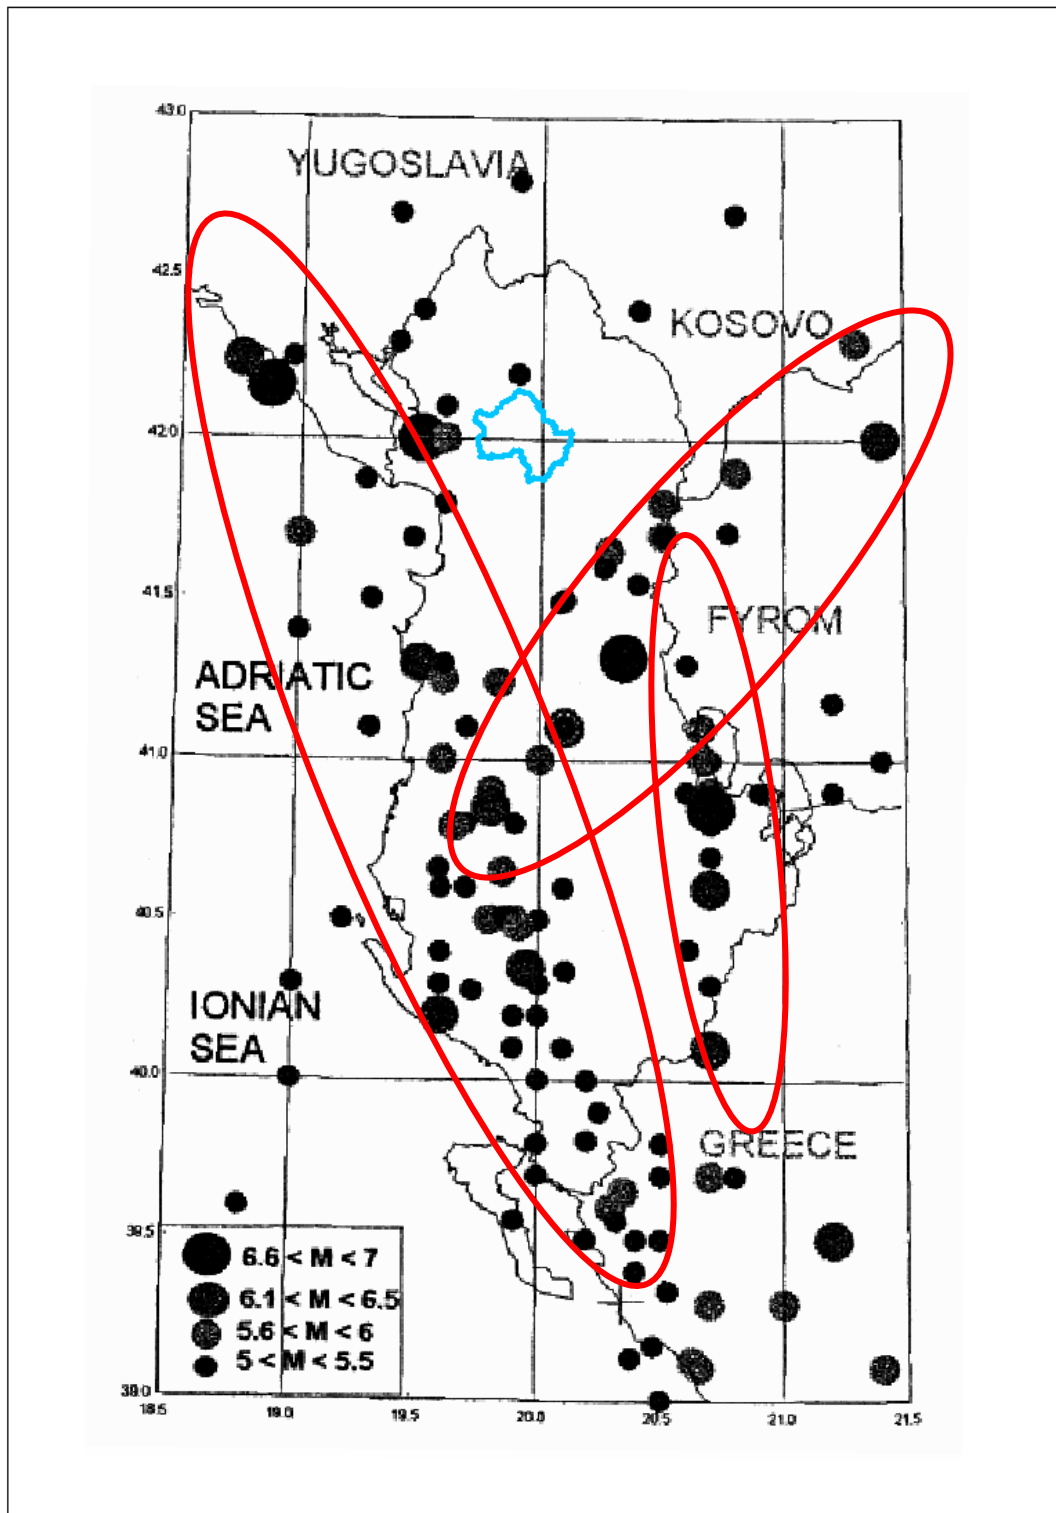 43.0
YUGOSLAVIA
42.5
KOSOVO
42.0
41.5
FYROM
ADRIATIC
SEA
41.0
40.5
IONIAN
SEA
40.0
GREECE
39.5
6.6 < M < 7
6.1 < M < 6.5
5.6 < M < 6
5 < M < 5.5
39.0
18.5 19.0 19.5 20.0 20.5 21.0 21.5